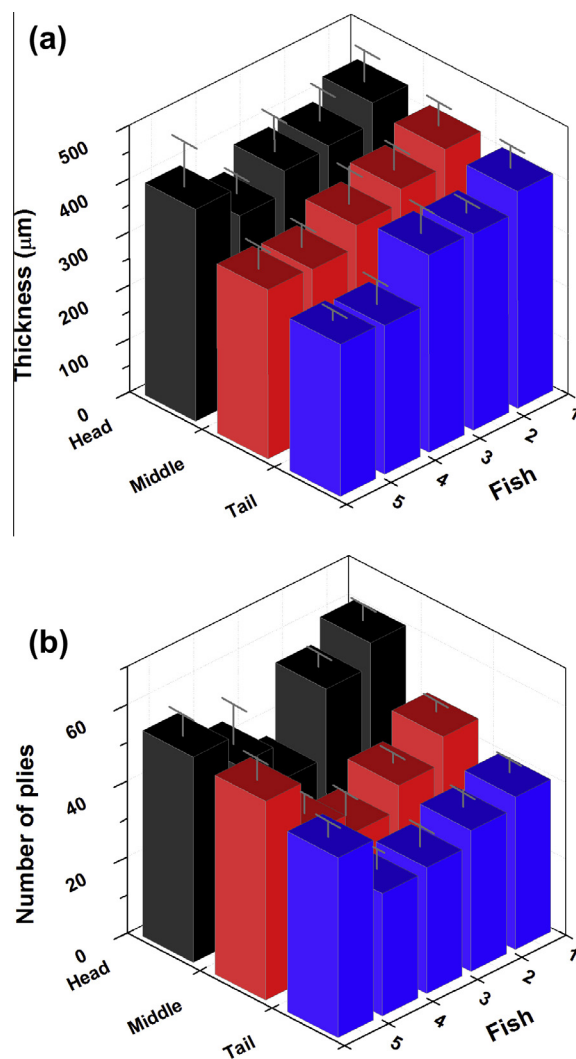 (a)
500
400
300
200
100
0
Thickness (μm)
Head
Middle
Tail
5
4
3
2
1
Fish
(b)
60
40
20
0
Number of plies
Head
Middle
Tail
5
4
3
2
1
Fish